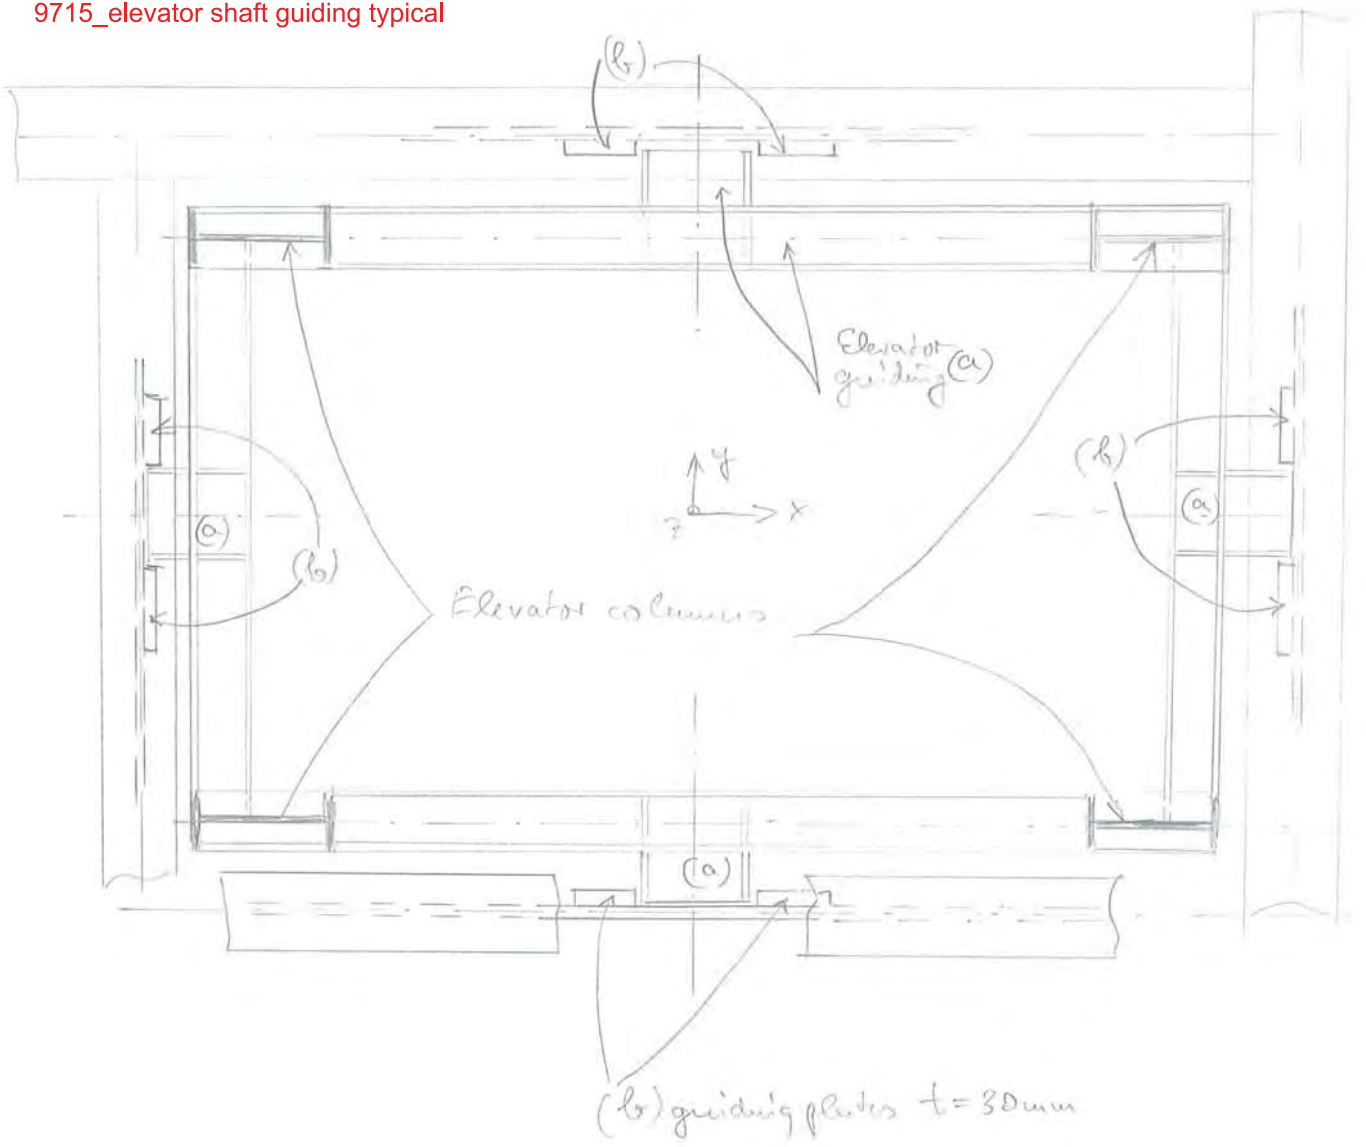 9715_elevator shaft guiding typical
(b)
Elevator
guiding (a)
y
x
z
(b)
(a)
(a)
(b)
Elevator columns
(a)
(b) guiding plates t = 30mm